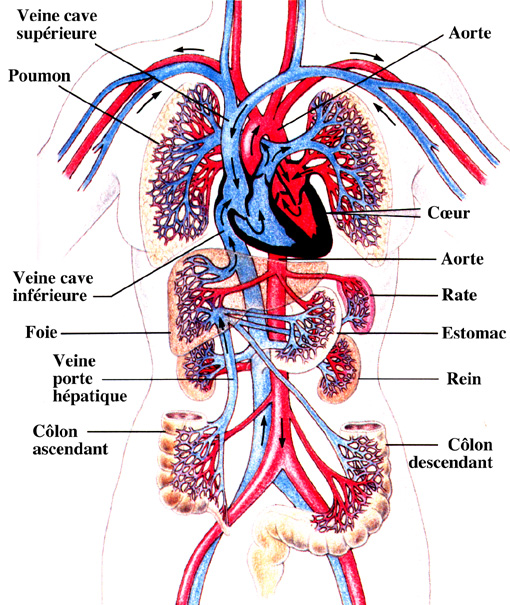 Veine cave
supérieure
Aorte
Poumon
Cœur
Veine cave
inférieure
Aorte
Rate
Foie
Estomac
Veine
porte
hépatique
Rein
Côlon
ascendant
Côlon
descendant